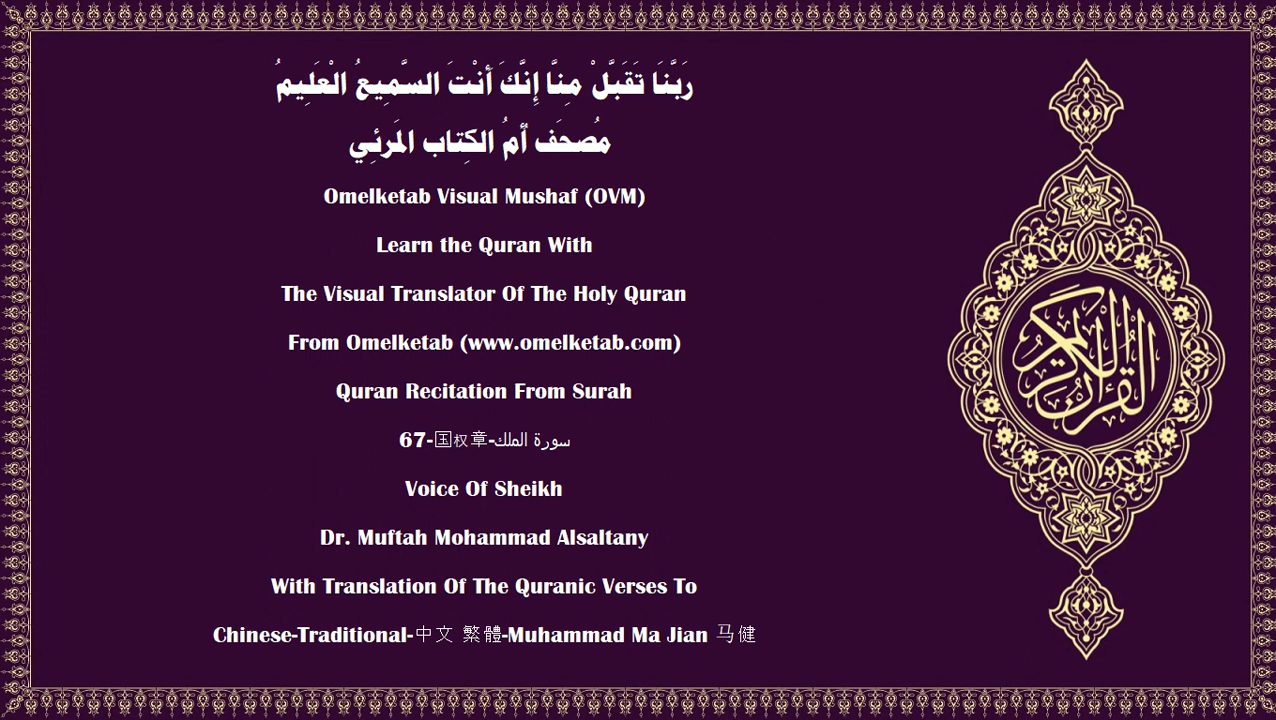 رَبَّنَا تَقَبَّلْ مِنَّا إِنَّكَ أَنْتَ السَّمِيعُ الْعَلِيمُ
مُصحَف أمُ الكِتاب المَرئِي
Omelketab Visual Mushaf (OVM)
Learn the Quran With
The Visual Translator Of The Holy Quran
From Omelketab (www.omelketab.com)
Quran Recitation From Surah
67-国权章-سورة الملك
Voice Of Sheikh
Dr. Muftah Mohammad Alsaltany
With Translation Of The Quranic Verses To
Chinese-Traditional-中文 繁體-Muhammad Ma Jian 马健
القرآن الكريم